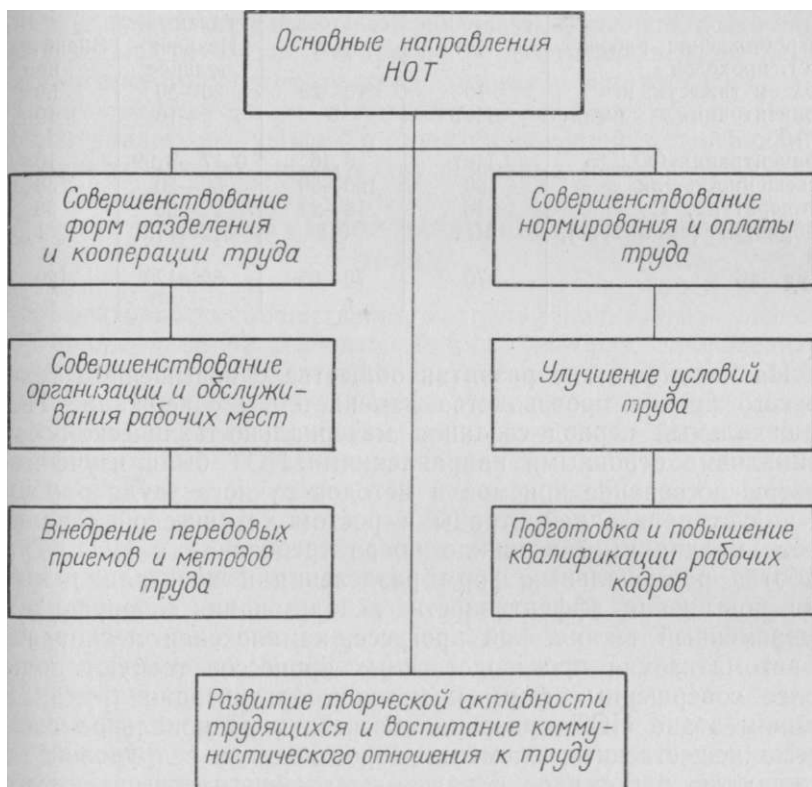 Основные направления
НОТ
Совершенствование
форм разделения
и кооперации труда
Совершенствование
нормирования и оплаты
труда
Совершенствование
организации и обслужи-
вания рабочих мест
Улучшение условий
труда
Внедрение передовых
приемов и методов
труда
Подготовка и повышение
квалификации рабочих
кадров
Развитие творческой активности
трудящихся и воспитание комму-
нистического отношения к труду